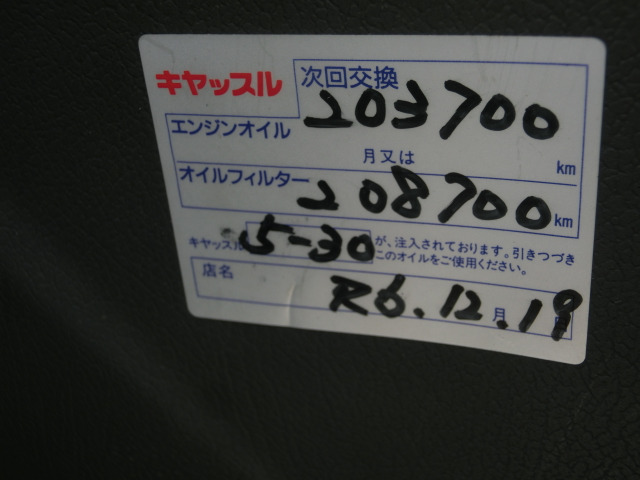 キャッスル
次回交換
エンジンオイル 203700 km
月又は
オイルフィルター 208700 km
キャッスル 5-30 が、注入されております。引きつづき
このオイルをご使用ください。
店名 R6.12.19
月